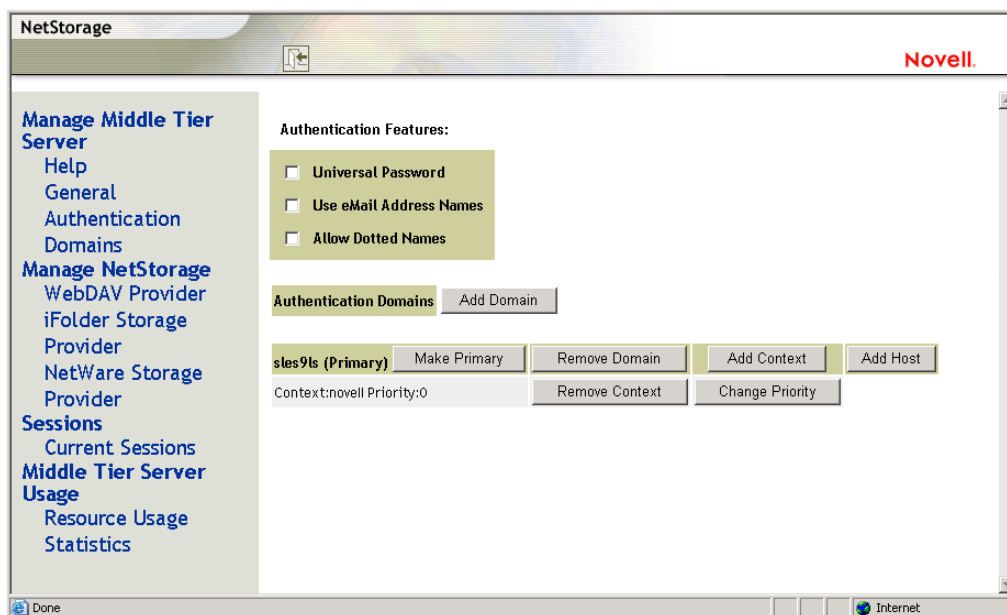 NetStorage
Novell.
Manage Middle Tier
Server
Help
General
Authentication
Domains
Manage NetStorage
WebDAV Provider
iFolder Storage
Provider
NetWare Storage
Provider
Sessions
Current Sessions
Middle Tier Server
Usage
Resource Usage
Statistics
Authentication Features:
Universal Password
Use eMail Address Names
Allow Dotted Names
Authentication Domains Add Domain
sles9ls (Primary) Make Primary Remove Domain Add Context Add Host
Context:novell Priority:0 Remove Context Change Priority
Done Internet